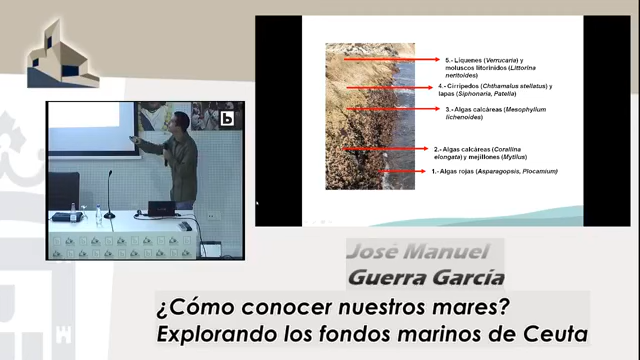 5.- Líquenes (Verrucaria) y
moluscos litorinidos (Littorina
neritoides)
4.- Cirrípedos (Chthamalus stellatus) y
lapas (Siphonaria, Patella)
3.- Algas calcáreas (Mesophyllum
lichenoide)
2.- Algas calcáreas (Corallina
elongata) y mejillones (Mytilus)
1.- Algas rojas (Asparagopsis, Plocamium)
b
José Manuel
Guerra García
¿Cómo conocer nuestros mares?
Explorando los fondos marinos de Ceuta